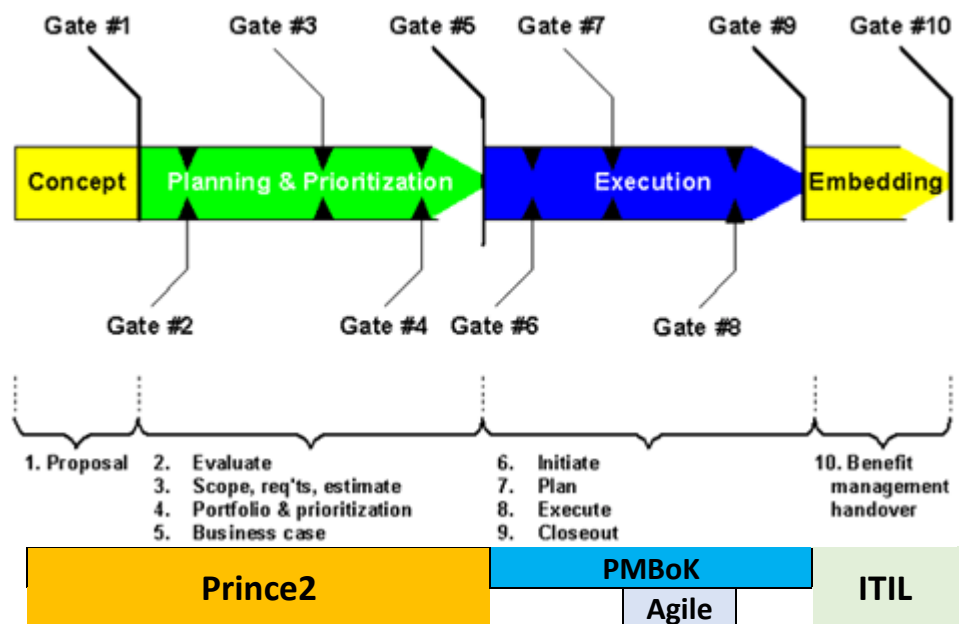 Gate #1 Gate #3 Gate #5 Gate #7 Gate #9 Gate #10
Concept Planning & Prioritization Execution Embedding
Gate #2 Gate #4 Gate #6 Gate #8
1. Proposal
2. Evaluate
3. Scope, req'ts, estimate
4. Portfolio & prioritization
5. Business case
6. Initiate
7. Plan
8. Execute
9. Closeout
10. Benefit
management
handover
Prince2
PMBoK
Agile
ITIL